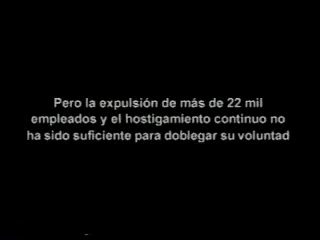 Pero la expulsión de más de 22 mil
empleados y el hostigamiento continuo no
ha sido suficiente para doblegar su voluntad